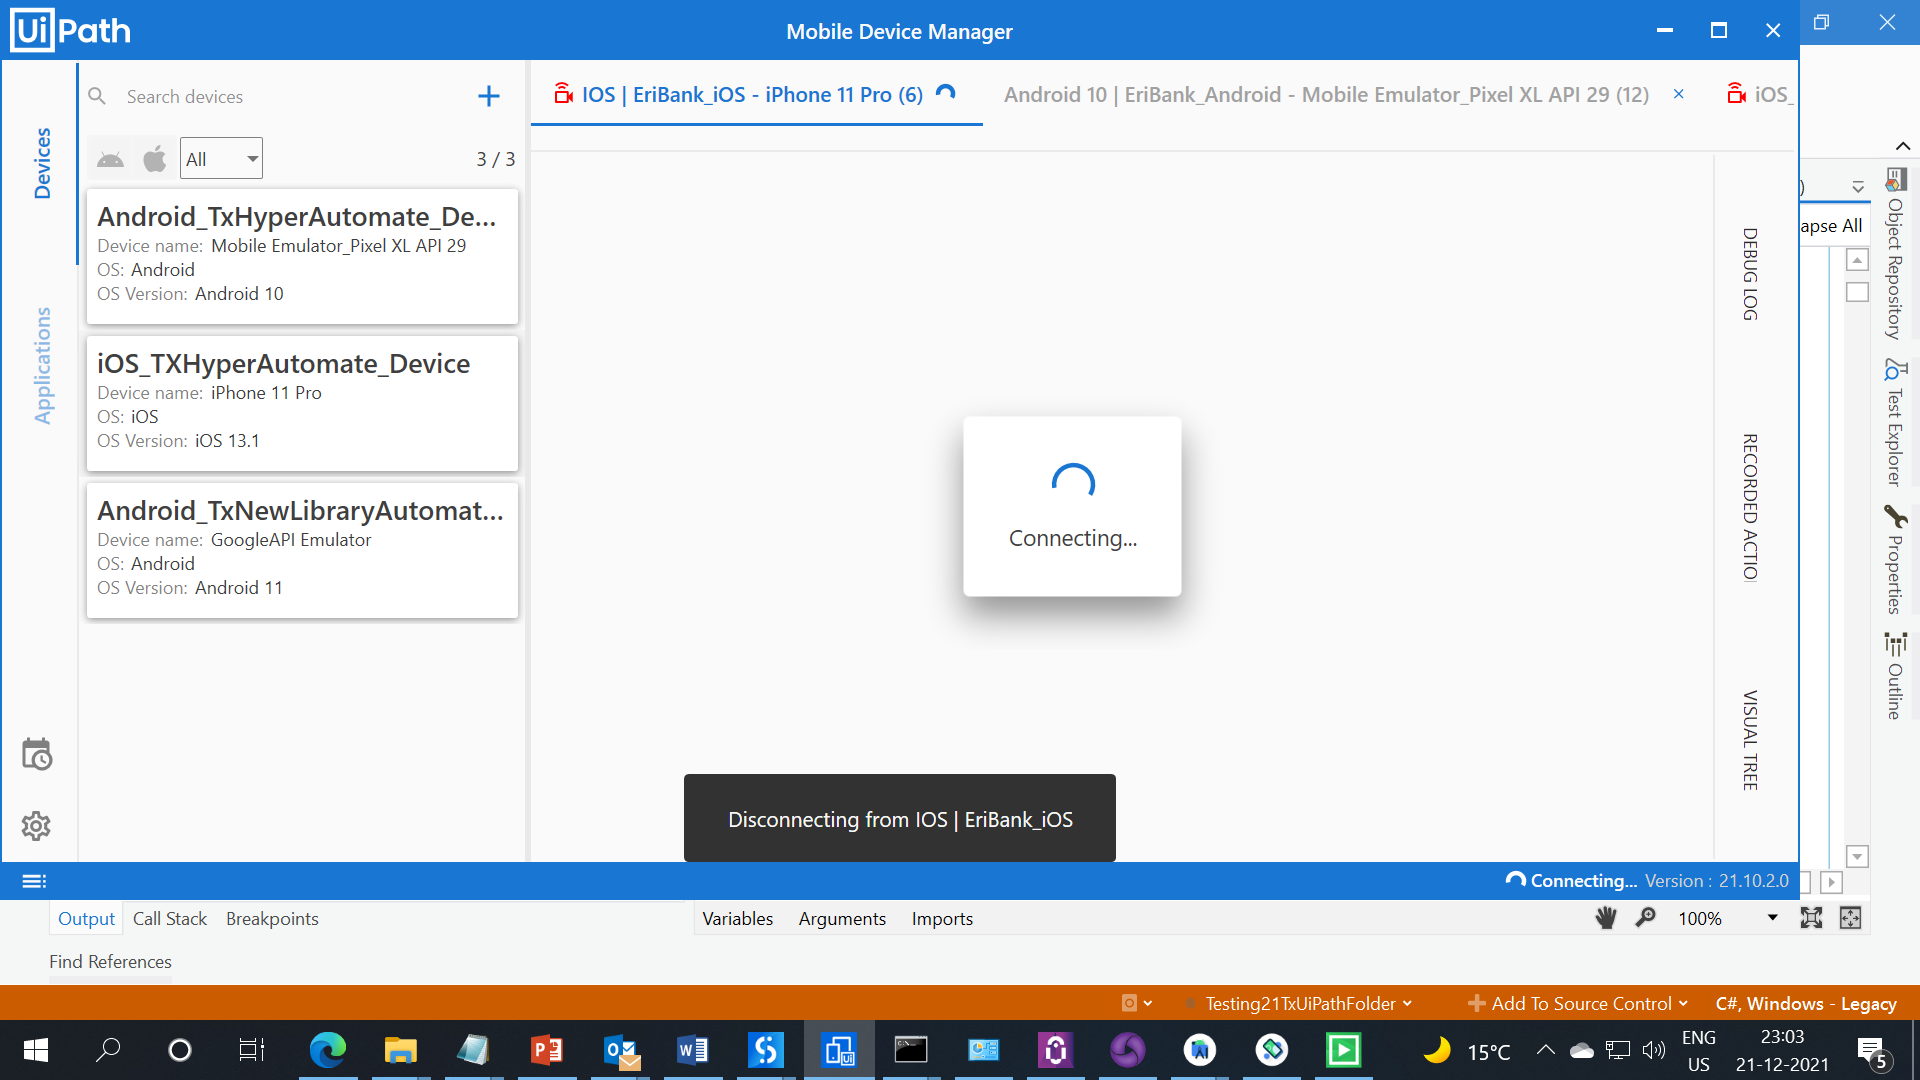 UiPath
Mobile Device Manager
Search devices
IOS | EriBank_iOS - iPhone 11 Pro (6)
Android 10 | EriBank_Android - Mobile Emulator_Pixel XL API 29 (12)
iOS_
Devices
Applications
All
3 / 3
Android_TxHyperAutomate_De...
Device name: Mobile Emulator_Pixel XL API 29
OS: Android
OS Version: Android 10
iOS_TXHyperAutomate_Device
Device name: iPhone 11 Pro
OS: iOS
OS Version: iOS 13.1
Android_TxNewLibraryAutomat...
Device name: GoogleAPI Emulator
OS: Android
OS Version: Android 11
Connecting...
Disconnecting from IOS | EriBank_iOS
DEBUG LOG
RECORDED ACTIO
VISUAL TREE
)
apse All
Object Repository
Test Explorer
Properties
Outline
Connecting... Version : 21.10.2.0
Output
Call Stack
Breakpoints
Variables
Arguments
Imports
100%
Find References
Testing21TxUiPathFolder
Add To Source Control
C#, Windows - Legacy
15°C
ENG
US
23:03
21-12-2021
5